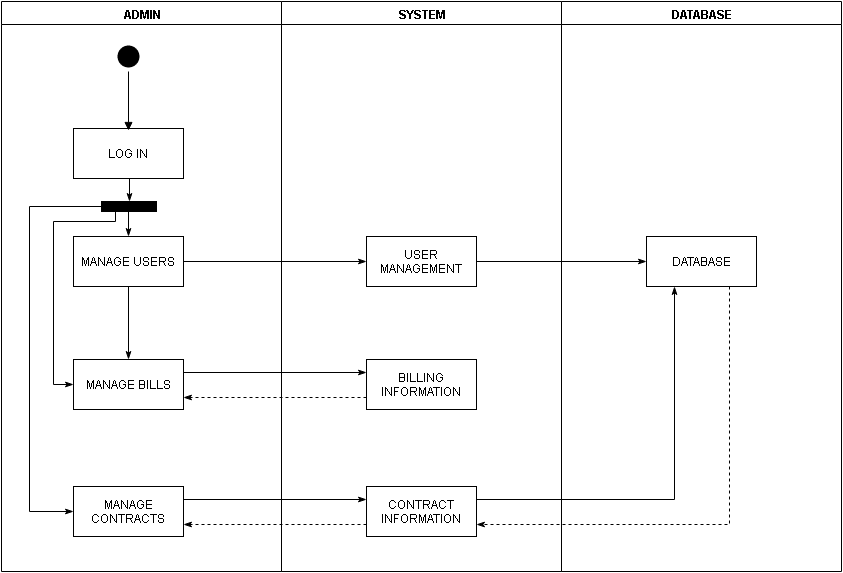 ADMIN
SYSTEM
DATABASE
LOG IN
MANAGE USERS
USER
MANAGEMENT
DATABASE
MANAGE BILLS
BILLING
INFORMATION
MANAGE
CONTRACTS
CONTRACT
INFORMATION